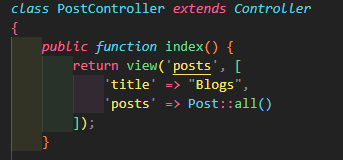 class PostController extends Controller
{
    public function index() {
        return view('posts', [
            'title' => "Blogs",
            'posts' => Post::all()
        ]);
    }